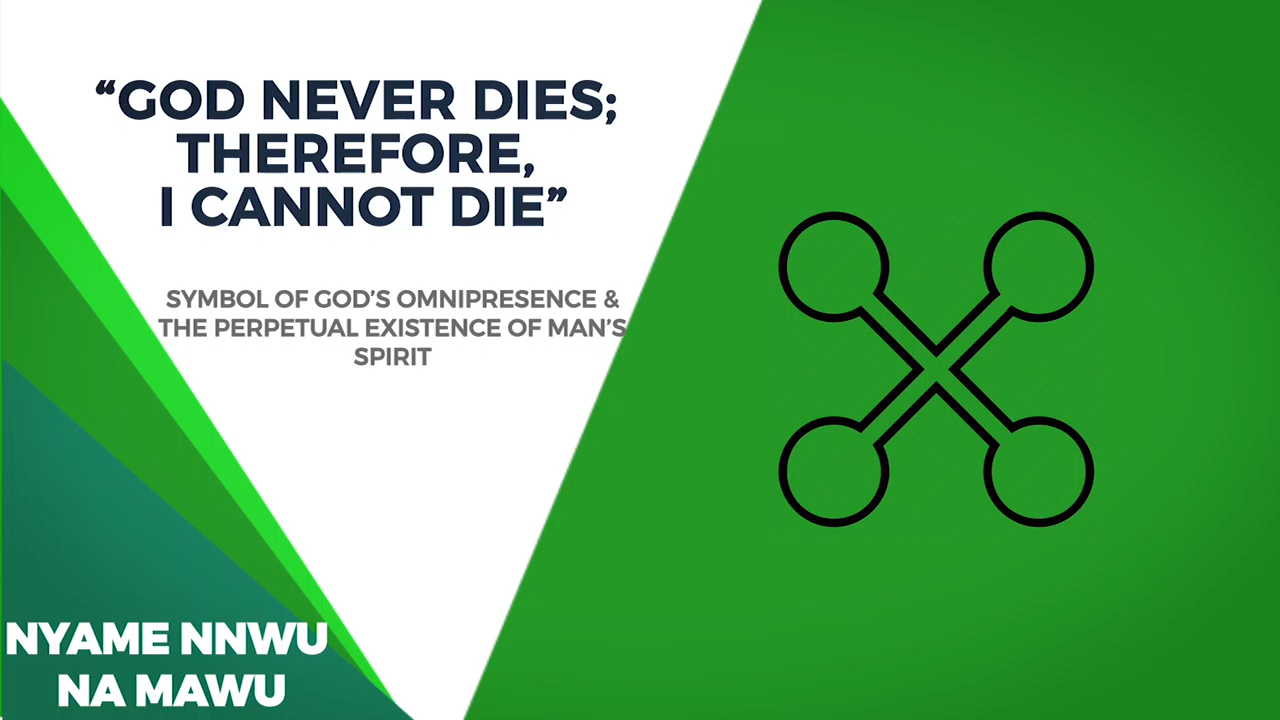 “GOD NEVER DIES;
THEREFORE,
I CANNOT DIE”
SYMBOL OF GOD’S OMNIPRESENCE &
THE PERPETUAL EXISTENCE OF MAN’S
SPIRIT
NYAME NNWU
NA MAWU